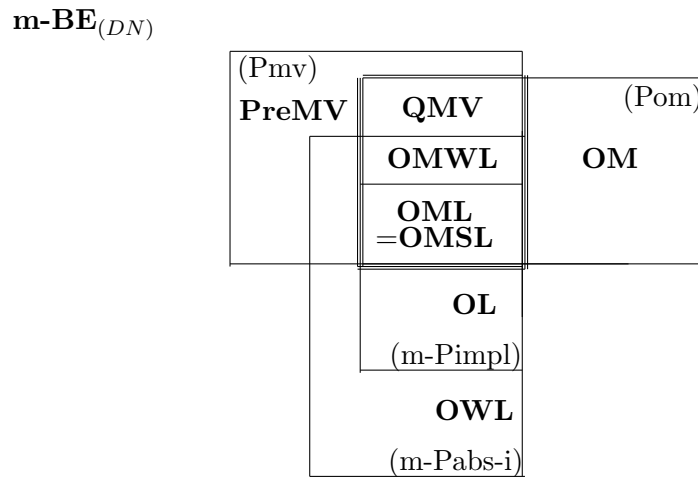 m-BE(DN)
(Pmv)
PreMV QMV (Pom)
OMWL OM
OML
=OMSL
OL
(m-Pimpl)
OWL
(m-Pabs-i)